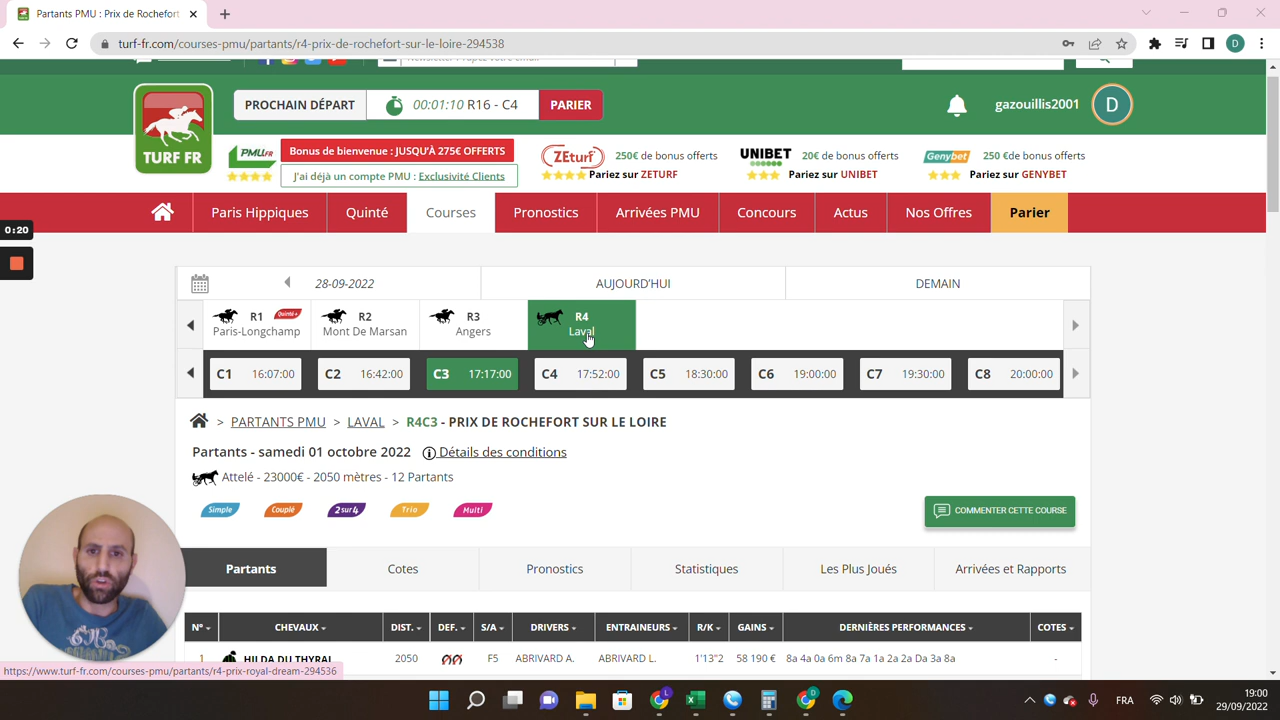 Partants PMU : Prix de Rochefort
turf-fr.com/courses-pmu/partants/r4-prix-de-rochefort-sur-le-loire-294538
D
TURF FR
PROCHAIN DÉPART 00:01:10 R16 - C4 PARIER
gazouillis2001 D
PMU.FR
Bonus de bienvenue : JUSQU'À 275€ OFFERTS
J'ai déjà un compte PMU : Exclusivité Clients
ZEturf 250€ de bonus offerts
Pariez sur ZETURF
UNIBET 20€ de bonus offerts
Pariez sur UNIBET
Genybet 250 €de bonus offerts
Pariez sur GENYBET
Paris Hippiques Quinté Courses Pronostics Arrivées PMU Concours Actus Nos Offres Parier
0:20
28-09-2022 AUJOURD'HUI DEMAIN
R1 Quinté+ R2 R3 R4
Paris-Longchamp Mont De Marsan Angers Laval
C1 16:07:00 C2 16:42:00 C3 17:17:00 C4 17:52:00 C5 18:30:00 C6 19:00:00 C7 19:30:00 C8 20:00:00
> PARTANTS PMU > LAVAL > R4C3 - PRIX DE ROCHEFORT SUR LE LOIRE
Partants - samedi 01 octobre 2022 Détails des conditions
Attelé - 23000€ - 2050 mètres - 12 Partants
Simple Couplé 2sur4 Trio Multi
COMMENTER CETTE COURSE
Partants Cotes Pronostics Statistiques Les Plus Joués Arrivées et Rapports
N° CHEVAUX DIST. DEF. S/A DRIVERS ENTRAINEURS R/K GAINS DERNIÈRES PERFORMANCES COTES
1 HILDA DU THYRAL 2050 F5 ABRIVARD A. ABRIVARD L. 1'13"2 58 190 € 8a 4a 0a 6m 8a 7a 1a 2a 2a Da 3a 8a -
https://www.turf-fr.com/courses-pmu/partants/r4-prix-royal-dream-294536
FRA
19:00
29/09/2022